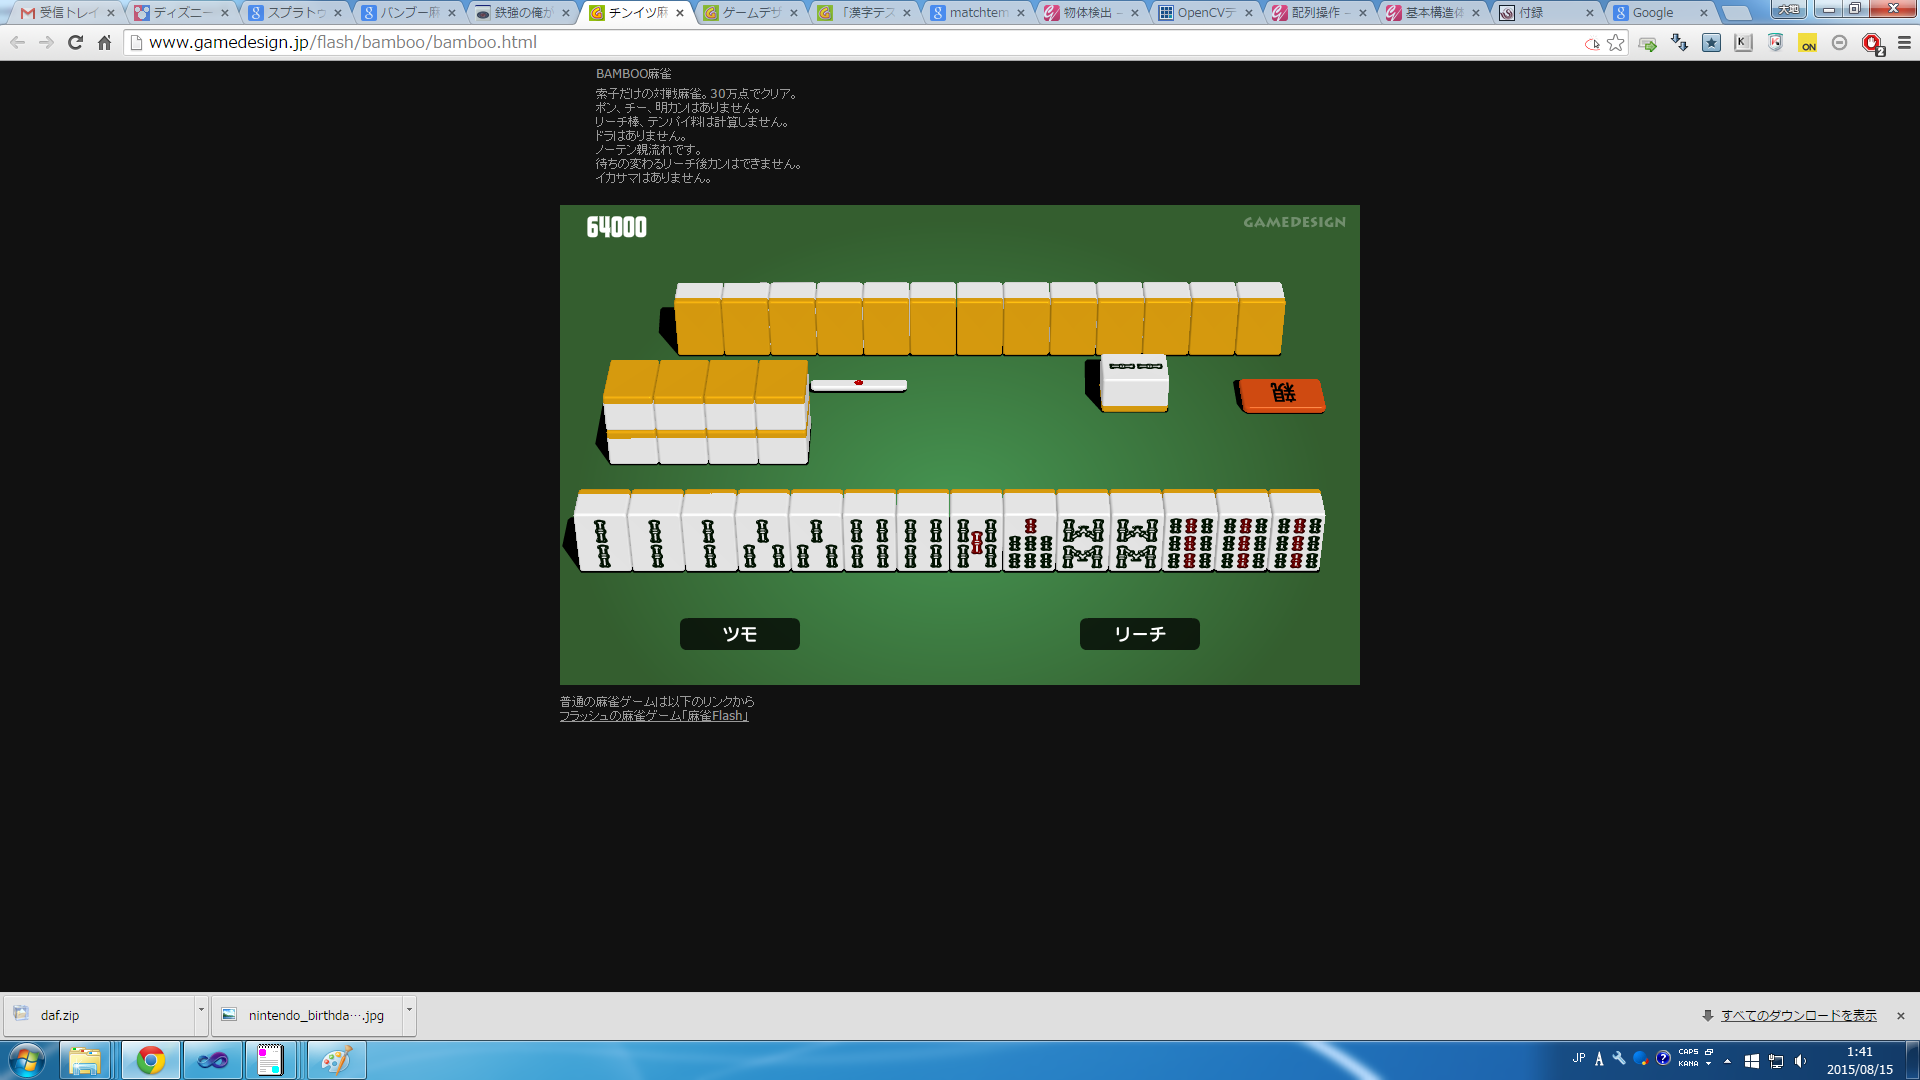 受信トレイ
ディズニー
スプラトゥ
バンブー麻
鉄強の俺が
チンイツ麻
ゲームデザ
「漢字テス
matchtem
物体検出 -
OpenCVデ
配列操作 -
基本構造体
付録
Google
大地
www.gamedesign.jp/flash/bamboo/bamboo.html
ON
2
BAMBOO麻雀
索子だけの対戦麻雀。30万点でクリア。
ポン、チー、明カンはありません。
リーチ棒、テンパイ料は計算しません。
ドラはありません。
ノーテン親流れです。
待ちの変わるリーチ後カンはできません。
イカサマはありません。
64000
GAMEDESIGN
親
ツモ
リーチ
普通の麻雀ゲームは以下のリンクから
フラッシュの麻雀ゲーム「麻雀Flash」
daf.zip
nintendo_birthda….jpg
すべてのダウンロードを表示
JP
A
CAPS
KANA
1:41
2015/08/15